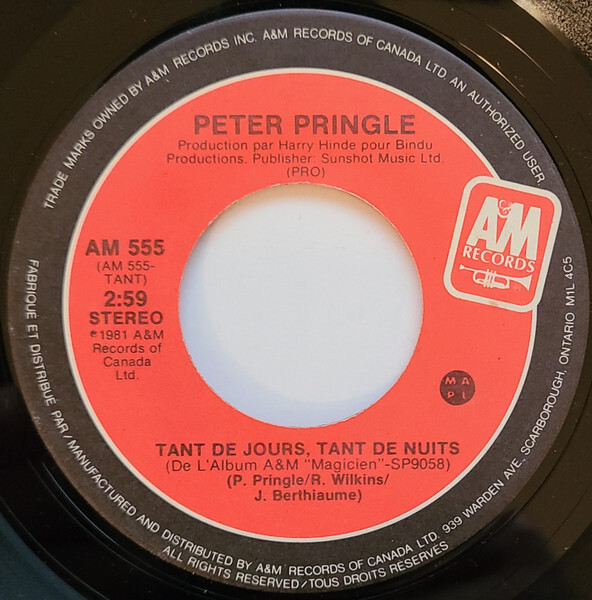 TRADE MARKS OWNED BY A&M RECORDS INC. A&M RECORDS OF CANADA LTD. AN AUTHORIZED USER.
PETER PRINGLE
Production par Harry Hinde pour Bindu
Productions. Publisher: Sunshot Music Ltd.
(PRO)
A&M
RECORDS
AM 555
(AM 555-
TANT)
2:59
STEREO
℗1981 A&M
Records of
Canada
Ltd.
M A
P L
TANT DE JOURS, TANT DE NUITS
(De L'Album A&M "Magicien"-SP9058)
(P. Pringle/R. Wilkins/
J. Berthiaume)
FABRIQUE ET DISTRIBUÉ PAR/MANUFACTURED AND DISTRIBUTED BY A&M RECORDS OF CANADA LTD. 939 WARDEN AVE, SCARBOROUGH, ONTARIO M1L 4C5
ALL RIGHTS RESERVED/TOUS DROITS RESERVÉS